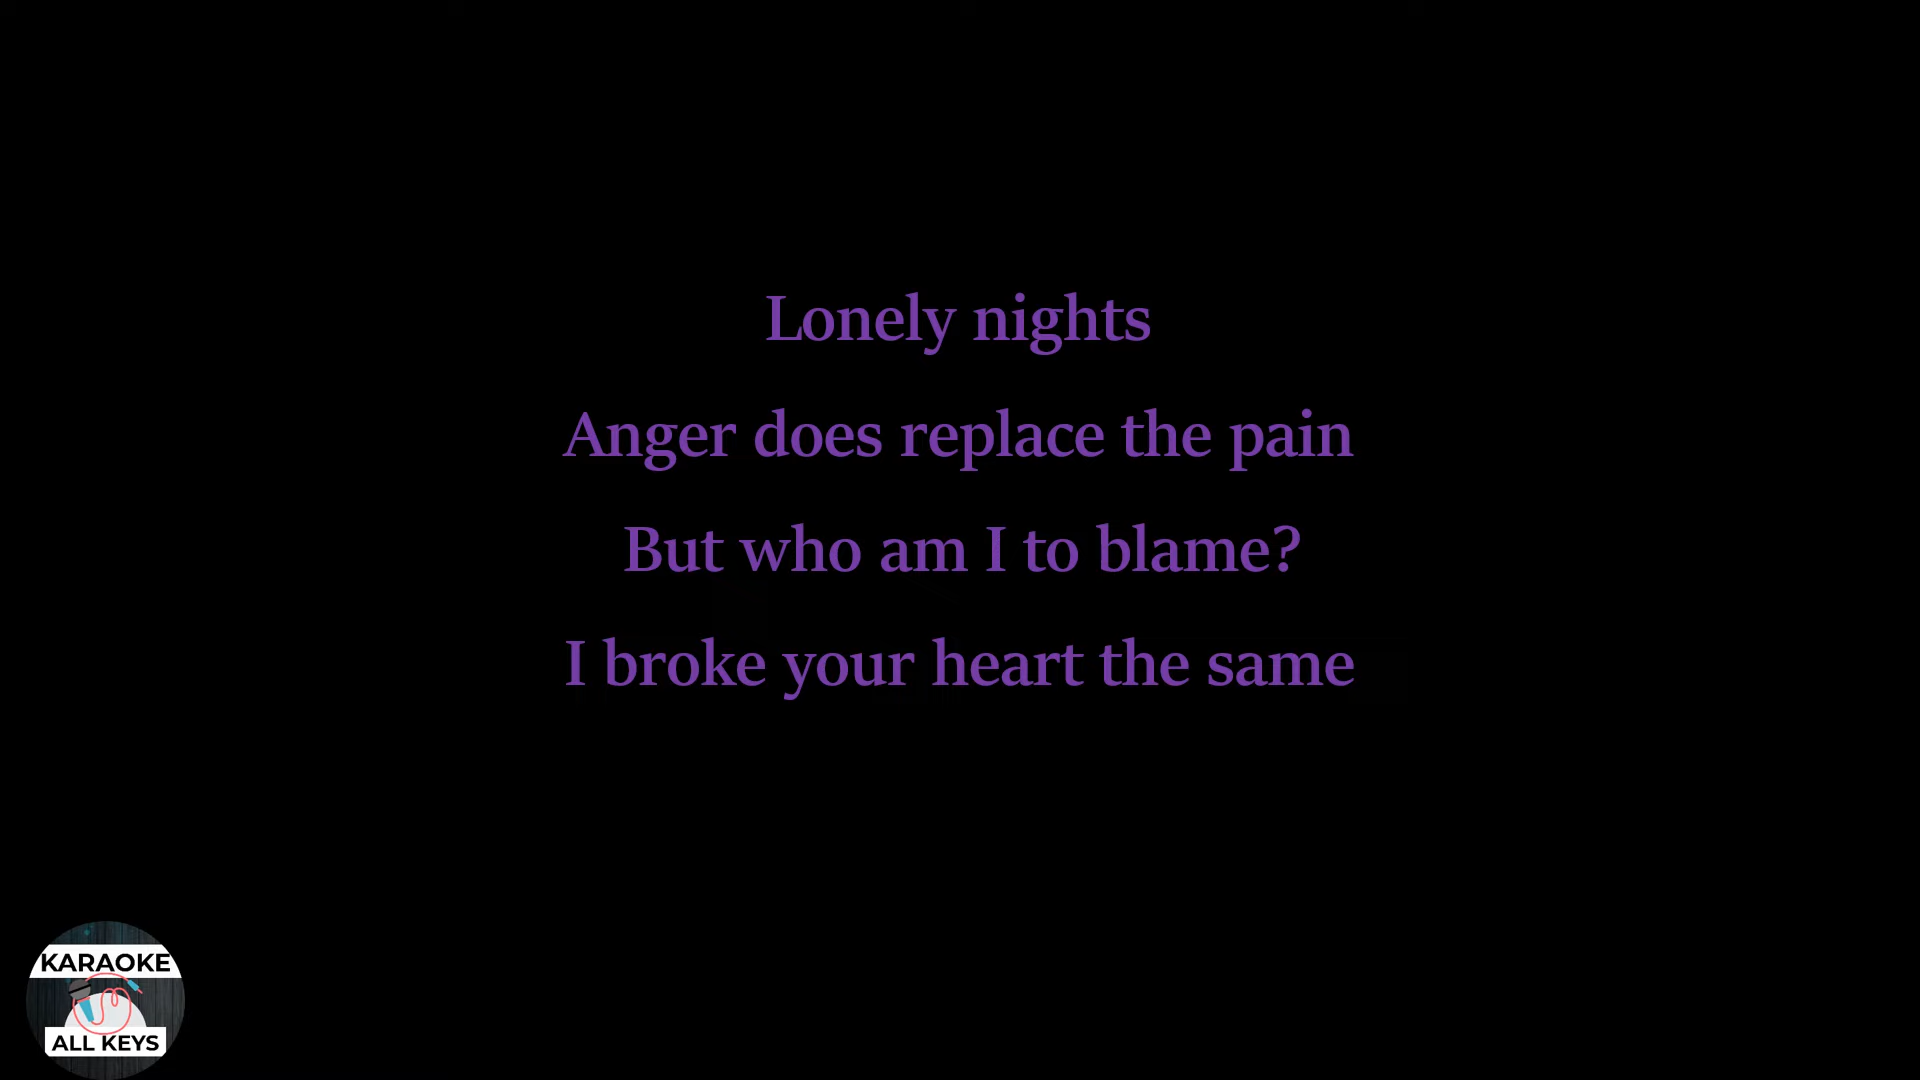 Lonely nights
Anger does replace the pain
But who am I to blame?
I broke your heart the same
KARAOKE
ALL KEYS